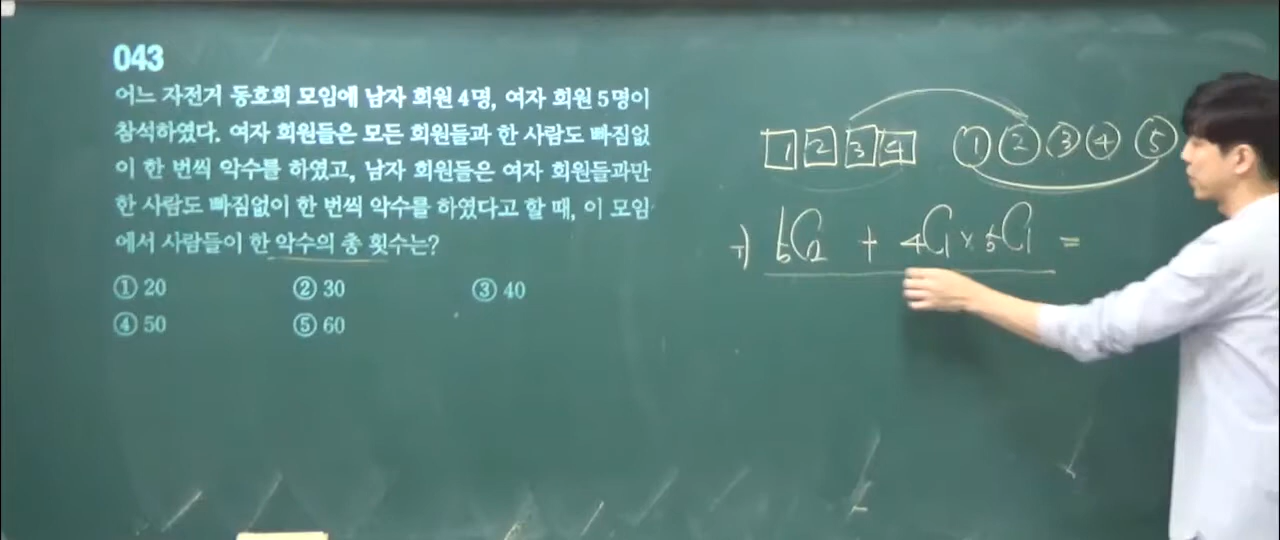 043
어느 자전거 동호회 모임에 남자 회원 4명, 여자 회원 5명이
참석하였다. 여자 회원들은 모든 회원들과 한 사람도 빠짐없
이 한 번씩 악수를 하였고, 남자 회원들은 여자 회원들과만
한 사람도 빠짐없이 한 번씩 악수를 하였다고 할 때, 이 모임
에서 사람들이 한 악수의 총 횟수는?
① 20 ② 30 ③ 40
④ 50 ⑤ 60
1 2 3 4 ① ② ③ ④ ⑤
5C2 + 4C1 × 5C1 =